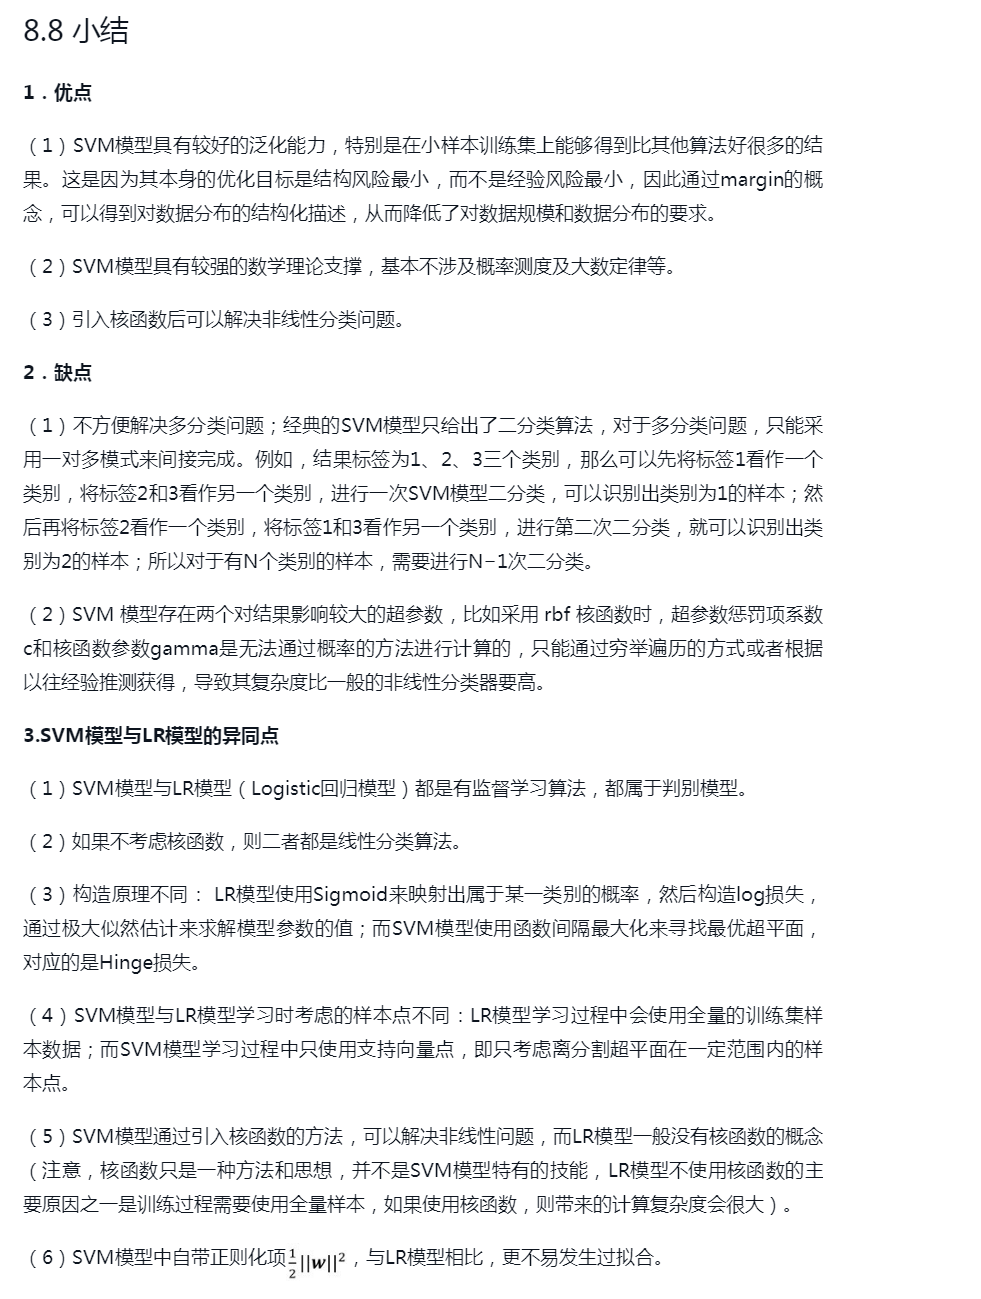 8.8 小结
1．优点
（1）SVM模型具有较好的泛化能力，特别是在小样本训练集上能够得到比其他算法好很多的结
果。这是因为其本身的优化目标是结构风险最小，而不是经验风险最小，因此通过margin的概
念，可以得到对数据分布的结构化描述，从而降低了对数据规模和数据分布的要求。
（2）SVM模型具有较强的数学理论支撑，基本不涉及概率测度及大数定律等。
（3）引入核函数后可以解决非线性分类问题。
2．缺点
（1）不方便解决多分类问题；经典的SVM模型只给出了二分类算法，对于多分类问题，只能采
用一对多模式来间接完成。例如，结果标签为1、2、3三个类别，那么可以先将标签1看作一个
类别，将标签2和3看作另一个类别，进行一次SVM模型二分类，可以识别出类别为1的样本；然
后再将标签2看作一个类别，将标签1和3看作另一个类别，进行第二次二分类，就可以识别出类
别为2的样本；所以对于有N个类别的样本，需要进行N−1次二分类。
（2）SVM 模型存在两个对结果影响较大的超参数，比如采用 rbf 核函数时，超参数惩罚项系数
c和核函数参数gamma是无法通过概率的方法进行计算的，只能通过穷举遍历的方式或者根据
以往经验推测获得，导致其复杂度比一般的非线性分类器要高。
3.SVM模型与LR模型的异同点
（1）SVM模型与LR模型（Logistic回归模型）都是有监督学习算法，都属于判别模型。
（2）如果不考虑核函数，则二者都是线性分类算法。
（3）构造原理不同： LR模型使用Sigmoid来映射出属于某一类别的概率，然后构造log损失，
通过极大似然估计来求解模型参数的值；而SVM模型使用函数间隔最大化来寻找最优超平面，
对应的是Hinge损失。
（4）SVM模型与LR模型学习时考虑的样本点不同：LR模型学习过程中会使用全量的训练集样
本数据；而SVM模型学习过程中只使用支持向量点，即只考虑离分割超平面在一定范围内的样
本点。
（5）SVM模型通过引入核函数的方法，可以解决非线性问题，而LR模型一般没有核函数的概念
（注意，核函数只是一种方法和思想，并不是SVM模型特有的技能，LR模型不使用核函数的主
要原因之一是训练过程需要使用全量样本，如果使用核函数，则带来的计算复杂度会很大）。
（6）SVM模型中自带正则化项½||w||²，与LR模型相比，更不易发生过拟合。